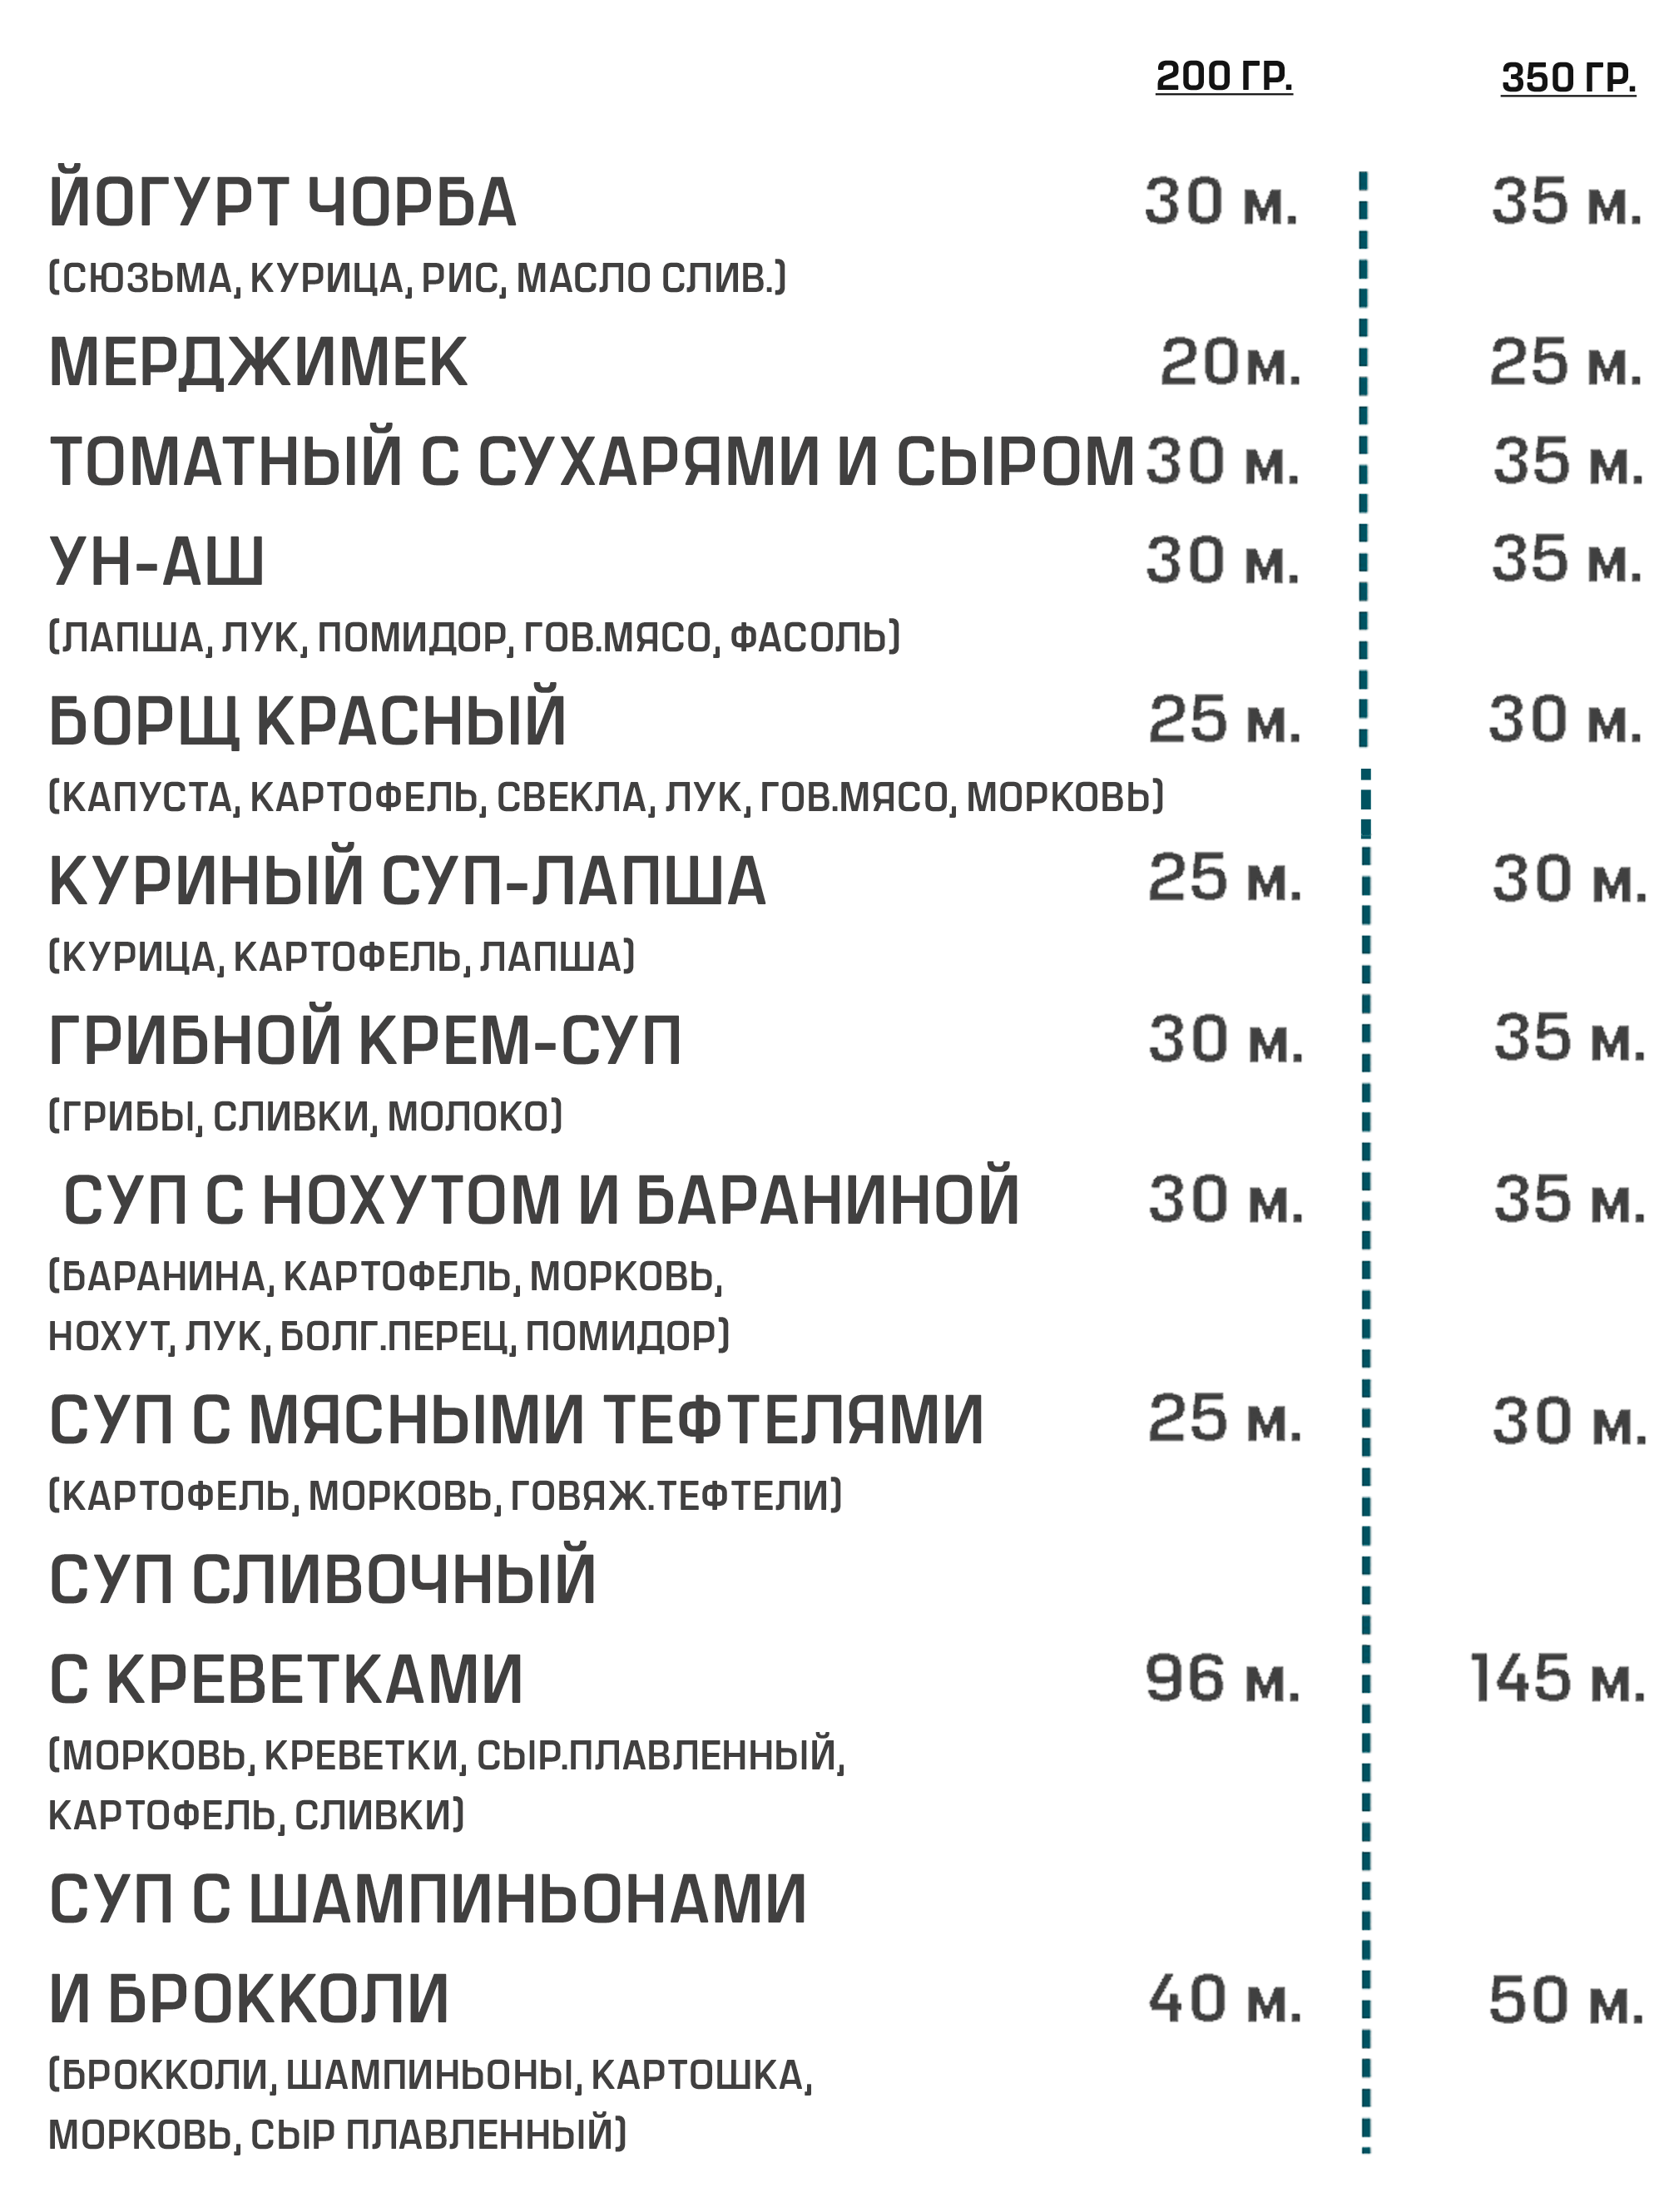 200 ГР. 350 ГР.
ЙОГУРТ ЧОРБА 30 м. 35 м.
(СЮЗЬМА, КУРИЦА, РИС, МАСЛО СЛИВ.)
МЕРДЖИМЕК 20м. 25 м.
ТОМАТНЫЙ С СУХАРЯМИ И СЫРОМ 30 м. 35 м.
УН-АШ 30 м. 35 м.
(ЛАПША, ЛУК, ПОМИДОР, ГОВ.МЯСО, ФАСОЛЬ)
БОРЩ КРАСНЫЙ 25 м. 30 м.
(КАПУСТА, КАРТОФЕЛЬ, СВЕКЛА, ЛУК, ГОВ.МЯСО, МОРКОВЬ)
КУРИНЫЙ СУП-ЛАПША 25 м. 30 м.
(КУРИЦА, КАРТОФЕЛЬ, ЛАПША)
ГРИБНОЙ КРЕМ-СУП 30 м. 35 м.
(ГРИБЫ, СЛИВКИ, МОЛОКО)
СУП С НОХУТОМ И БАРАНИНОЙ 30 м. 35 м.
(БАРАНИНА, КАРТОФЕЛЬ, МОРКОВЬ,
НОХУТ, ЛУК, БОЛГ.ПЕРЕЦ, ПОМИДОР)
СУП С МЯСНЫМИ ТЕФТЕЛЯМИ 25 м. 30 м.
(КАРТОФЕЛЬ, МОРКОВЬ, ГОВЯЖ.ТЕФТЕЛИ)
СУП СЛИВОЧНЫЙ
С КРЕВЕТКАМИ 96 м. 145 м.
(МОРКОВЬ, КРЕВЕТКИ, СЫР.ПЛАВЛЕННЫЙ,
КАРТОФЕЛЬ, СЛИВКИ)
СУП С ШАМПИНЬОНАМИ
И БРОККОЛИ 40 м. 50 м.
(БРОККОЛИ, ШАМПИНЬОНЫ, КАРТОШКА,
МОРКОВЬ, СЫР ПЛАВЛЕННЫЙ)